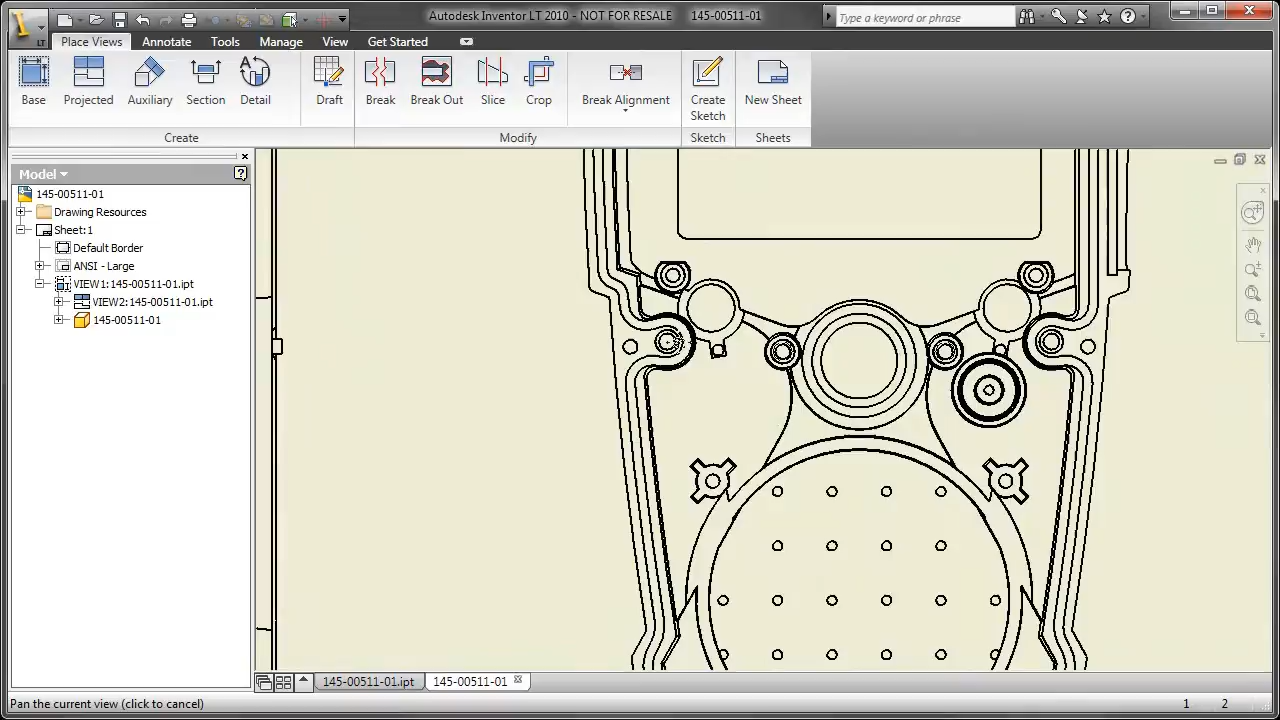 Autodesk Inventor LT 2010 - NOT FOR RESALE 145-00511-01
Type a keyword or phrase
LT
Place Views Annotate Tools Manage View Get Started
Base Projected Auxiliary Section Detail Draft Break Break Out Slice Crop Break Alignment Create Sketch New Sheet
Create Modify Sketch Sheets
Model
145-00511-01
Drawing Resources
Sheet:1
Default Border
ANSI - Large
VIEW1:145-00511-01.ipt
VIEW2:145-00511-01.ipt
145-00511-01
145-00511-01.ipt 145-00511-01
Pan the current view (click to cancel) 1 2